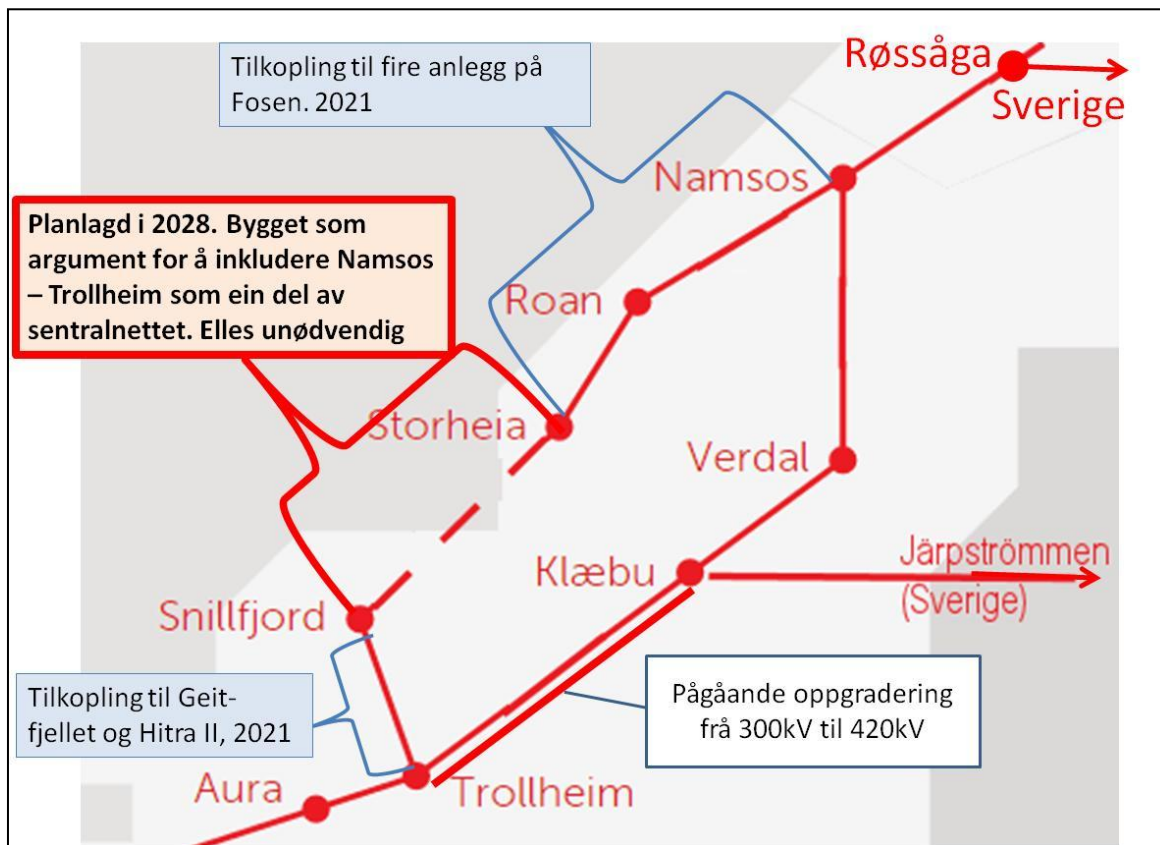 Røssåga
Sverige
Tilkopling til fire anlegg på
Fosen. 2021
Namsos
Planlagd i 2028. Bygget som
argument for å inkludere Namsos
– Trollheim som ein del av
sentralnettet. Elles unødvendig
Roan
Storheia
Verdal
Klæbu
Järpströmmen
(Sverige)
Snillfjord
Tilkopling til Geit-
fjellet og Hitra II, 2021
Pågåande oppgradering
frå 300kV til 420kV
Aura
Trollheim